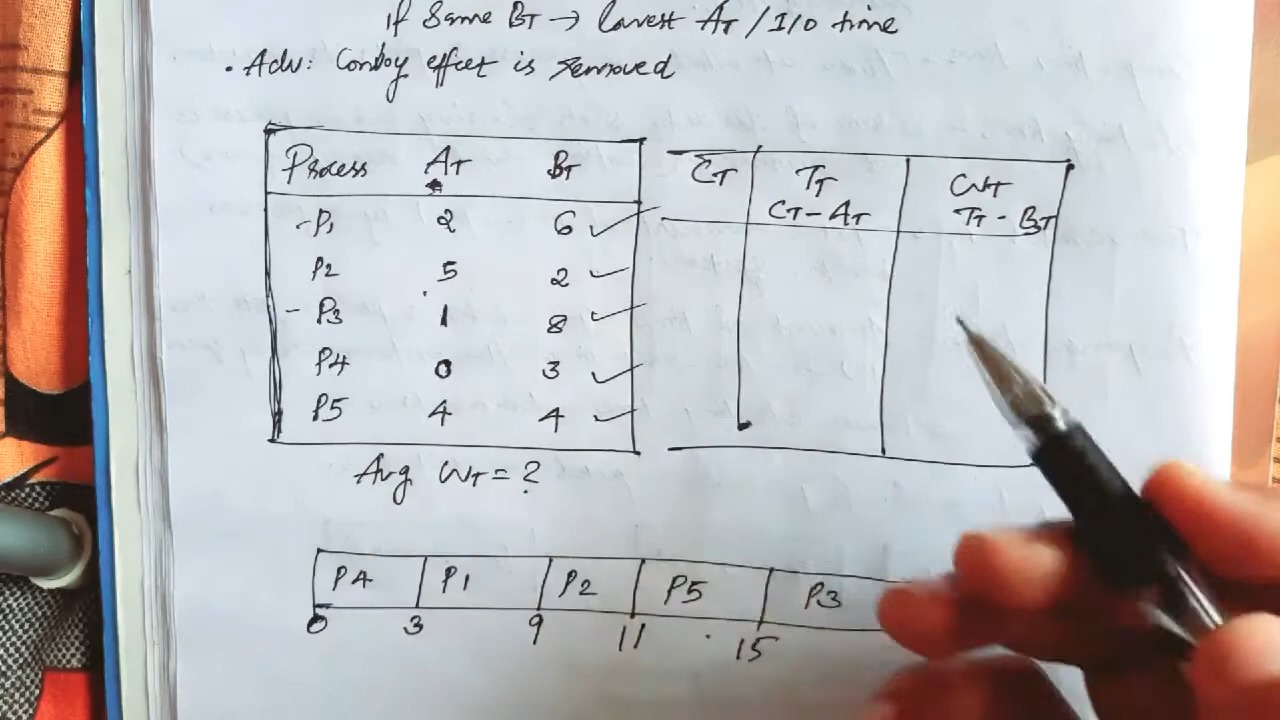 if Same BT → lowest AT / I/O time
• Adv: Convoy effect is removed
Process AT BT CT TT WT
CT-AT TT-BT
-P1 2 6 ✓
P2 5 2 ✓
-P3 1 8 ✓
P4 0 3 ✓
P5 4 4 ✓
Avg WT = ?
P4 P1 P2 P5 P3
0 3 9 11 15